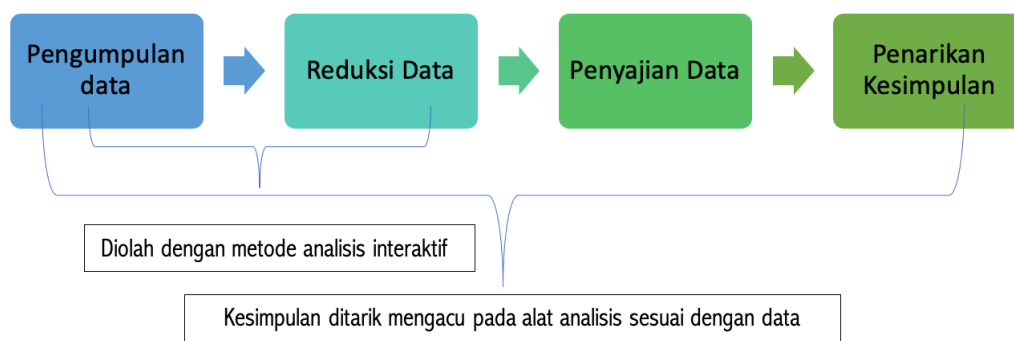 Pengumpulan
data
Reduksi Data
Penyajian Data
Penarikan
Kesimpulan
Diolah dengan metode analisis interaktif
Kesimpulan ditarik mengacu pada alat analisis sesuai dengan data